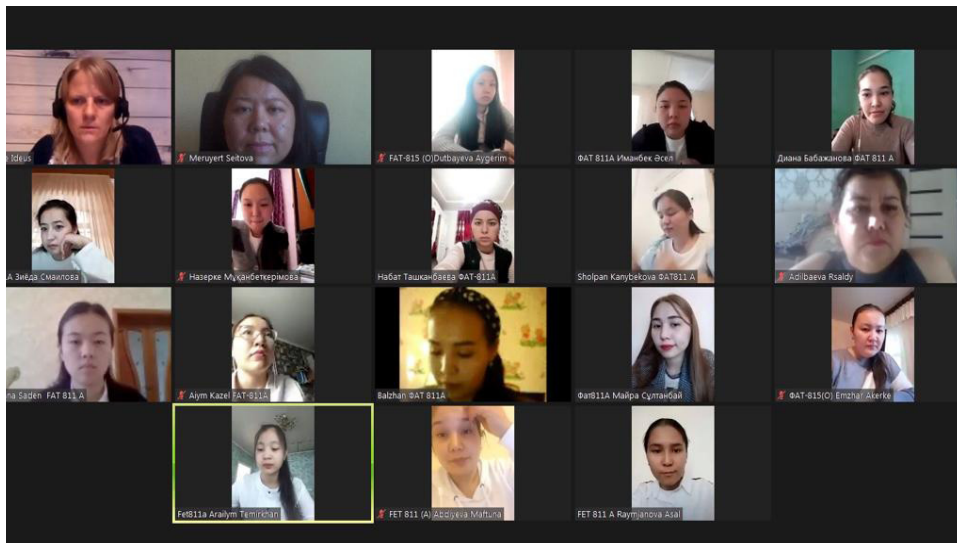 Ideus
Meruyert Seitova
FAT-815 (O)Dutbayeva Aygerim
ФАТ 811А Иманбек Әсел
Диана Бабажанова ФАТ 811 А
А Зиёда Смаилова
Назерке Мұқанбеткерімова
Набат Ташканбаева ФАТ-811А
Sholpan Kanybekova ФАТ811 А
Adilbaeva Rsaldy
na Saden FAT 811 A
Aiym Kazel FAT-811A
Balzhan ФАТ 811А
Фат811А Майра Сұлтанбай
ФАТ-815(О) Emzhar Akerke
Fet811a Arailym Temirkhan
FET 811 (A) Abdiyeva Maftuna
FET 811 A Raymjanova Asal